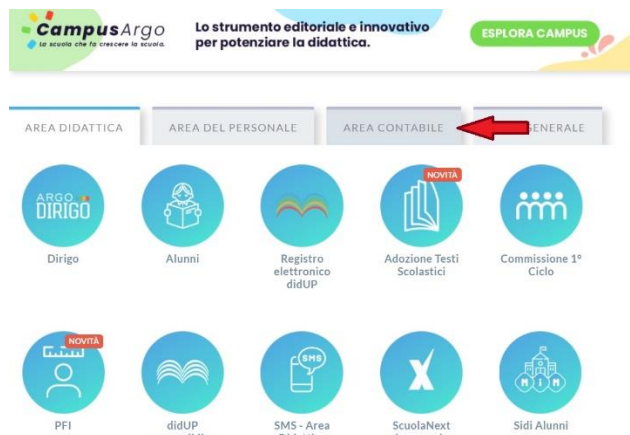 CampusArgo
La scuola che fa crescere la scuola.
Lo strumento editoriale e innovativo
per potenziare la didattica.
ESPLORA CAMPUS
AREA DIDATTICA
AREA DEL PERSONALE
AREA CONTABILE
GENERALE
ARGO
DIRIGO
NOVITÀ
Dirigo
Alunni
Registro
elettronico
didUP
Adozione Testi
Scolastici
Commissione 1°
Ciclo
NOVITÀ
SMS
X
MIM
PFI
didUP
SMS - Area
ScuolaNext
Sidi Alunni